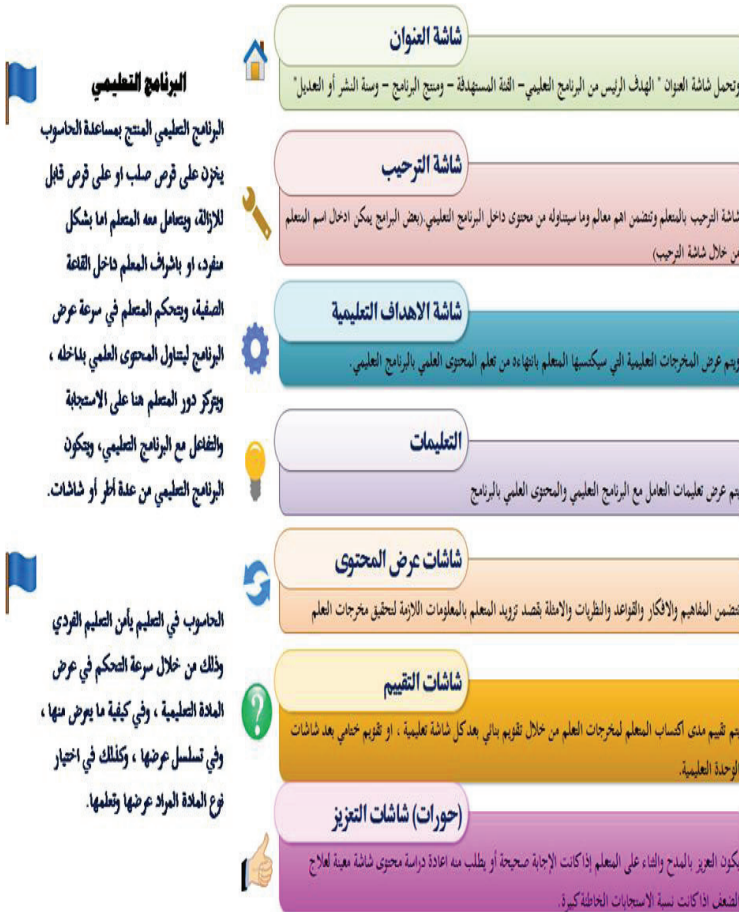 شاشة العنوان
وتحمل شاشة العنوان " الهدف الرئيس من البرنامج التعليمي– الفئة المستهدفة – ومنتج البرنامج – وسنة النشر أو التعديل"
شاشة الترحيب
شاشة الترحيب بالمتعلم وتتضمن اهم معالم وما سيتناوله من محتوى داخل البرنامج التعليمي.(بعض البرامج يمكن ادخال اسم المتعلم
من خلال شاشة الترحيب)
شاشة الاهداف التعليمية
ويتم عرض المخرجات التعليمية التي سيكتسبها المتعلم بانتهاءه من تعلم المحتوى العلمي بالبرنامج التعليمي.
التعليمات
يتم عرض تعليمات التعامل مع البرنامج التعليمي والمحتوى العلمي بالبرنامج
شاشات عرض المحتوى
تتضمن المفاهيم والافكار والقواعد والنظريات والامثلة بقصد تزويد المتعلم بالمعلومات اللازمة لتحقيق مخرجات التعلم
شاشات التقييم
يتم تقييم مدى اكتساب المتعلم لمخرجات التعلم من خلال تقويم بنائي بعد كل شاشة تعليمية ، او تقويم ختامي بعد شاشات
الوحدة التعليمية.
(حورات) شاشات التعزيز
يكون التعزيز بالمدح والثناء على المتعلم إذا كانت الإجابة صحيحة أو يطلب منه اعادة دراسة محتوى شاشة معينة لعلاج
الضعف اذا كانت نسبة الاستجابات الخاطئة كبيرة.
البرنامج التعليمي
البرنامج التعليمي المنتج بمساعدة الحاسوب
يخزن على قرص صلب او على قرص قابل
للازالة، ويتعامل معه المتعلم اما بشكل
منفرد، او باشراف المعلم داخل القاعة
الصفية، ويتحكم المتعلم في سرعة عرض
البرنامج ليتناول المحتوى العلمي بداخله ،
ويتركز دور المتعلم هنا على الاستجابة
والتفاعل مع البرنامج التعليمي، ويتكون
البرنامج التعليمي من عدة أطر أو شاشات.
الحاسوب في التعليم يأمن التعليم الفردي
وذلك من خلال سرعة التحكم في عرض
المادة التعليمية ، وفي كيفية ما يعرض منها ،
وفي تسلسل عرضها ، وكذلك في اختيار
نوع المادة المراد عرضها وتعلمها.